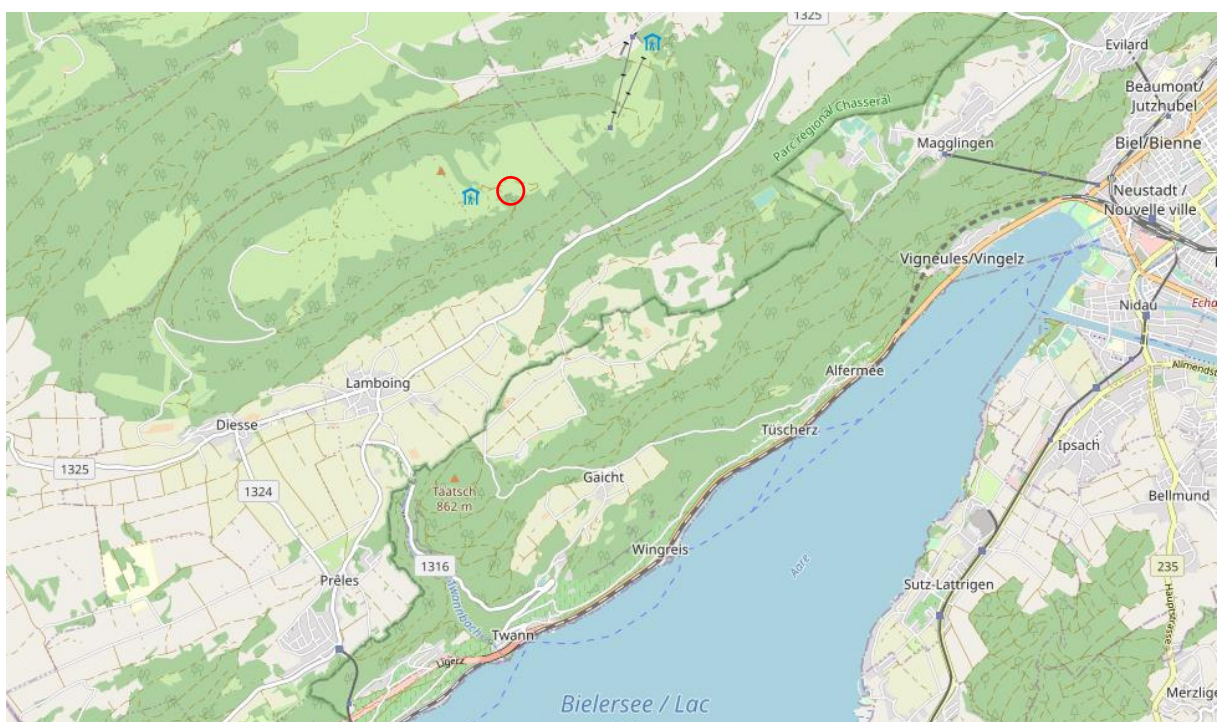 1325
Evilard
Beaumont/
Jutzhubel
Parc régional Chasseral
Magglingen
Biel/Bienne
Neustadt /
Nouvelle ville
Vigneules/Vingelz
Nidau
Lamboing
Alfermée
Diesse
Tüscherz
Ipsach
1325
1324
Gaicht
Taatsch
862 m
Bellmund
Wingreis
Aare
1316
235
Prêles
Sutz-Lattrigen
Hauptstrasse
Twannbach
Twann
Ligerz
Merzlige
Bielersee / Lac